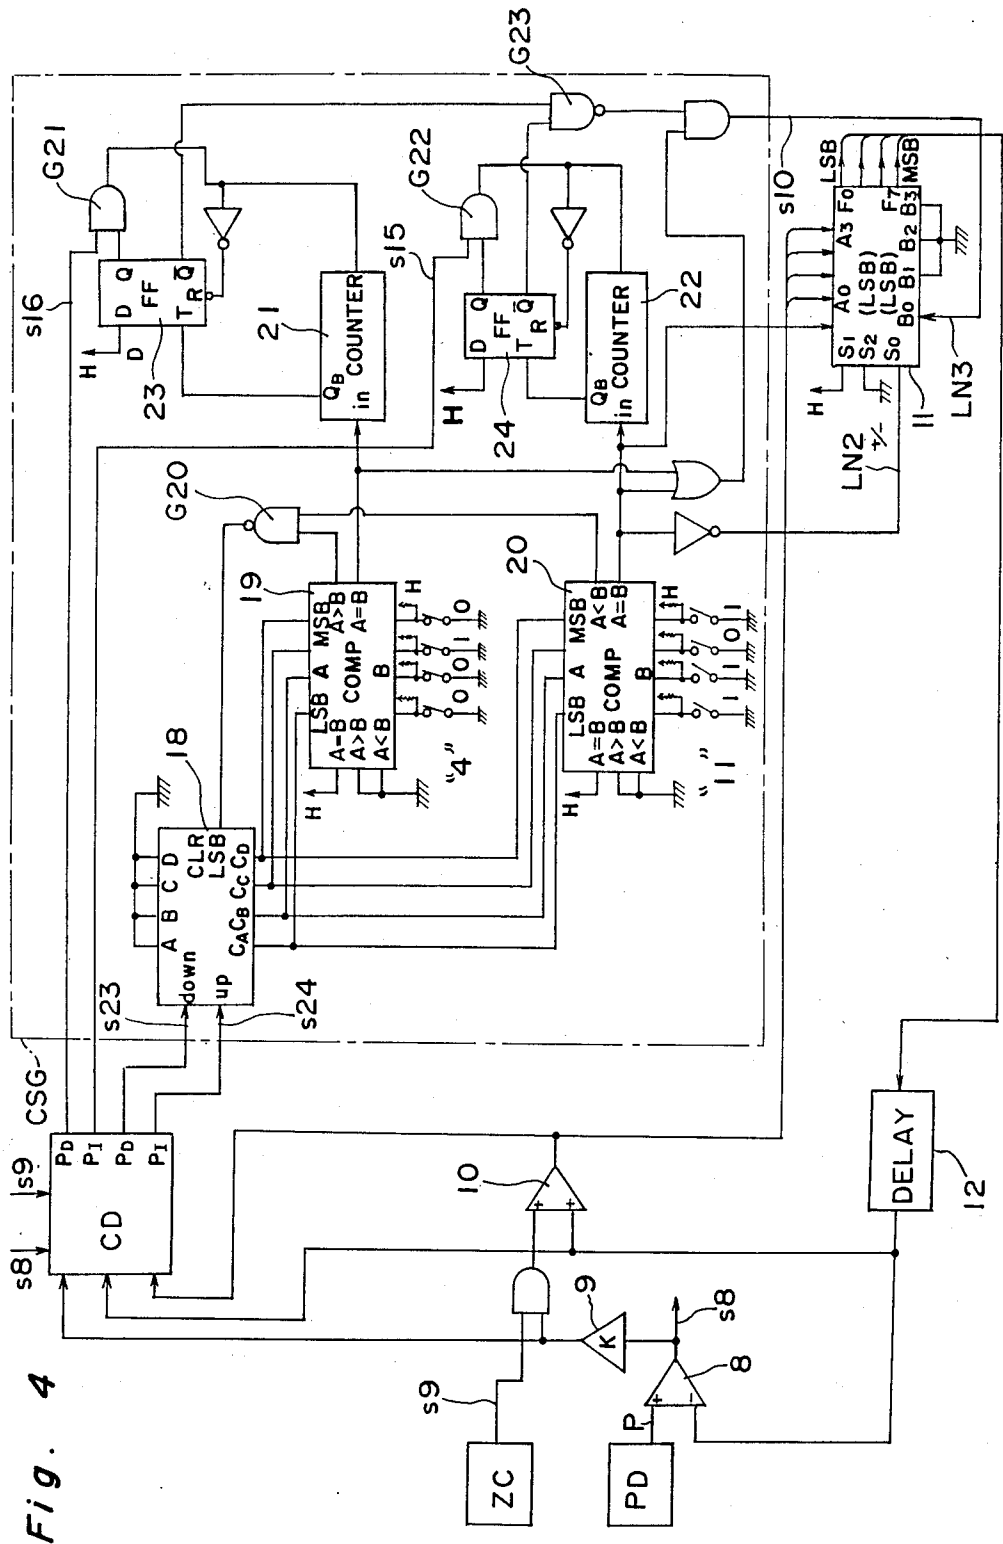 Fig. 4
s8
s9
CD
PD
PI
PD
PI
CSG
s16
s15
s23
s24
down
up
A B C D
CLR
LSB
CA CB CC CD
18
G20
19
LSB A MSB
A=B
A>B
A<B
COMP
A>B
A=B
B
H
H
0 0 1 0
"4"
20
LSB A MSB
A=B
A>B
A<B
COMP
A<B
A=B
B
H
H
1 1 0 1
"11"
G21
D Q
FF
T R Q
H
D
23
21
QB
in COUNTER
G22
D Q
FF
T R Q
H
24
22
QB
in COUNTER
G23
s10
S1
S2
S0
A0
(LSB)
(LSB)
B0 B1 B2 B3
A3
F0
F7
LSB
MSB
H
11
LN2
+/−
LN3
ZC
s9
PD
P
+
−
8
s8
K
9
10
+
+
DELAY
12